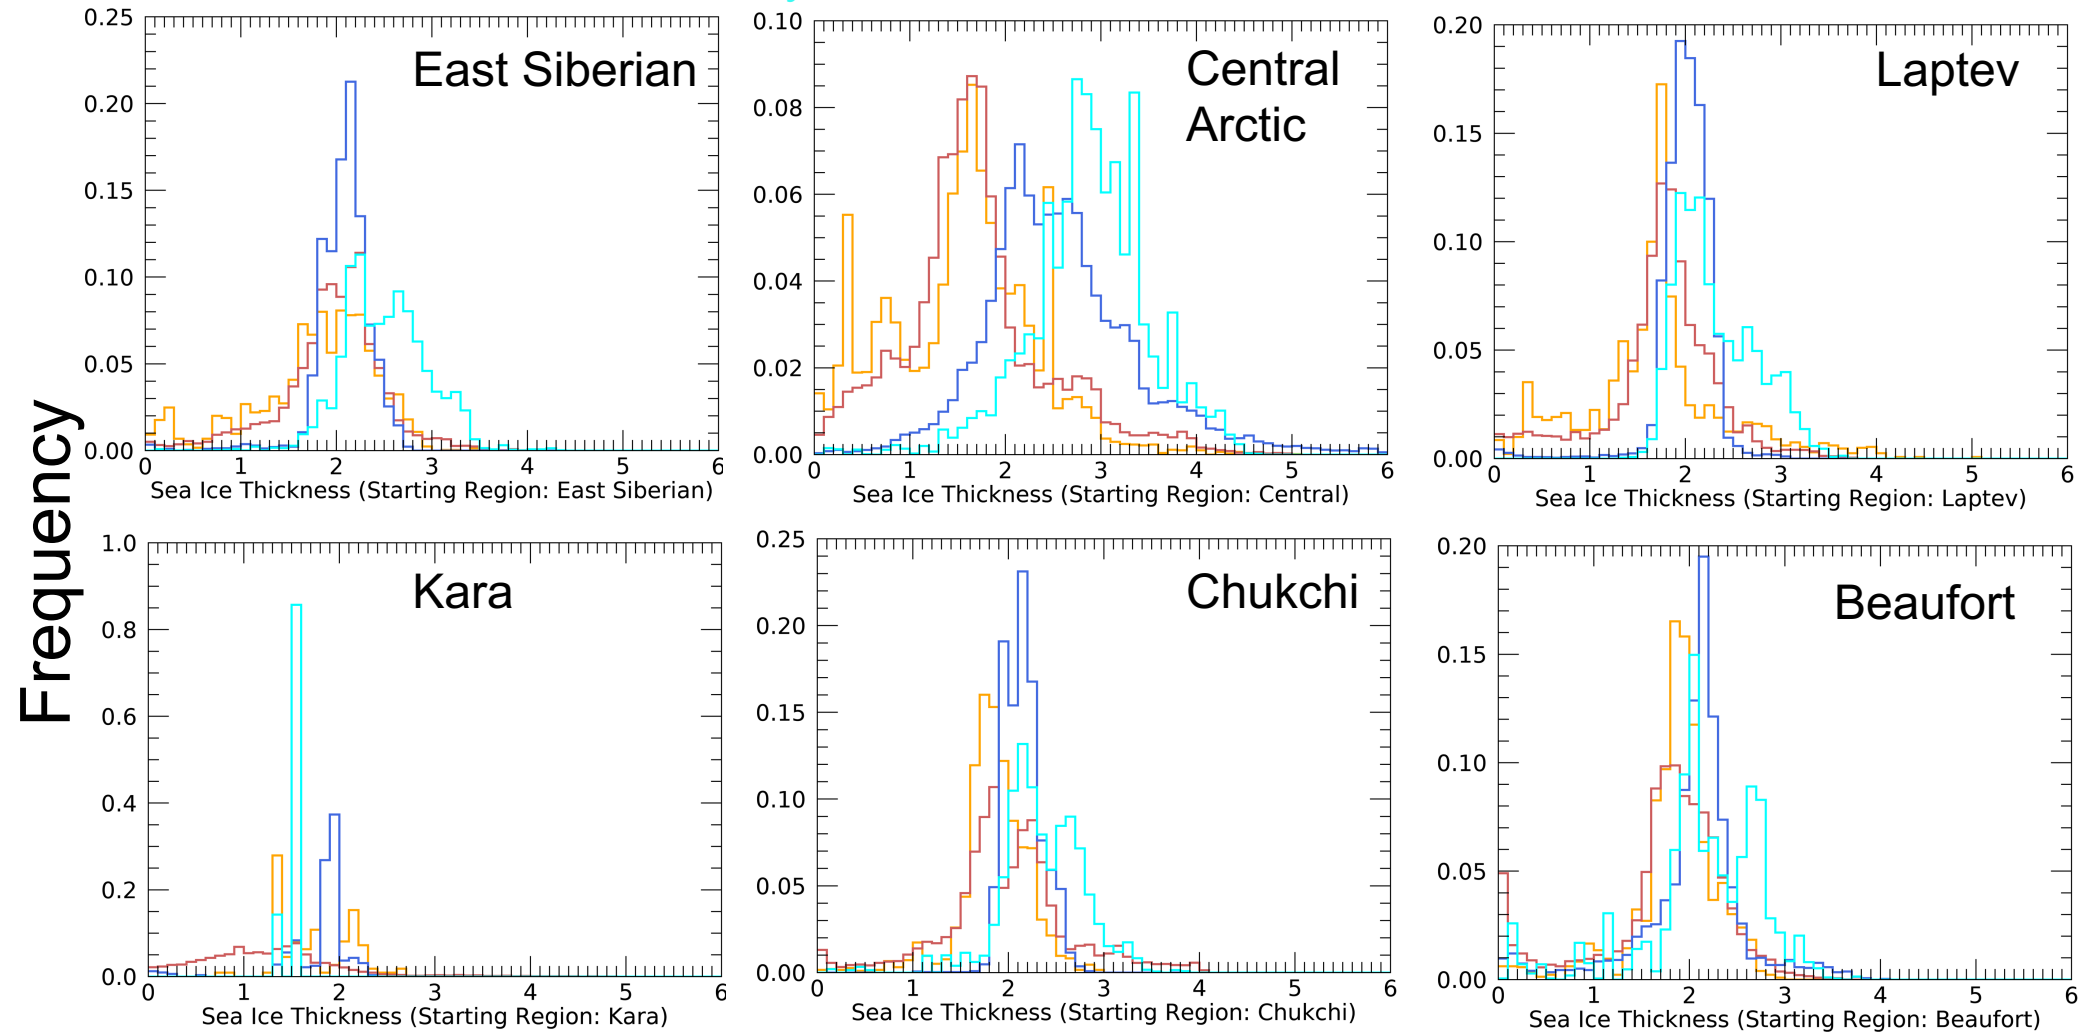 Frequency
East Siberian
0.25
0.20
0.15
0.10
0.05
0.00
0 1 2 3 4 5 6
Sea Ice Thickness (Starting Region: East Siberian)
Central
Arctic
0.10
0.08
0.06
0.04
0.02
0.00
0 1 2 3 4 5 6
Sea Ice Thickness (Starting Region: Central)
Laptev
0.20
0.15
0.10
0.05
0.00
0 1 2 3 4 5 6
Sea Ice Thickness (Starting Region: Laptev)
Kara
1.0
0.8
0.6
0.4
0.2
0.0
0 1 2 3 4 5 6
Sea Ice Thickness (Starting Region: Kara)
Chukchi
0.25
0.20
0.15
0.10
0.05
0.00
0 1 2 3 4 5 6
Sea Ice Thickness (Starting Region: Chukchi)
Beaufort
0.20
0.15
0.10
0.05
0.00
0 1 2 3 4 5 6
Sea Ice Thickness (Starting Region: Beaufort)